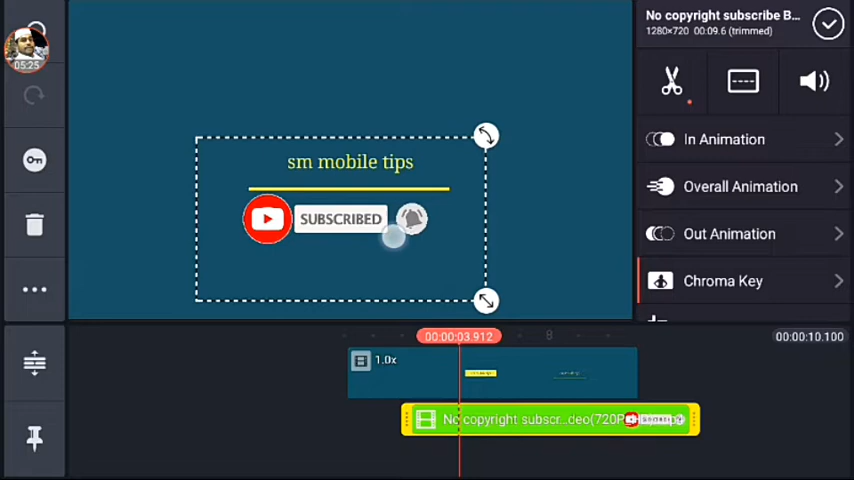 No copyright subscribe B...
1280×720 00:09.6 (trimmed)
05:25
In Animation
sm mobile tips
Overall Animation
SUBSCRIBED
Out Animation
Chroma Key
00:00:03.912
8
00:00:10.100
1.0x
No copyright subscr...deo(720P